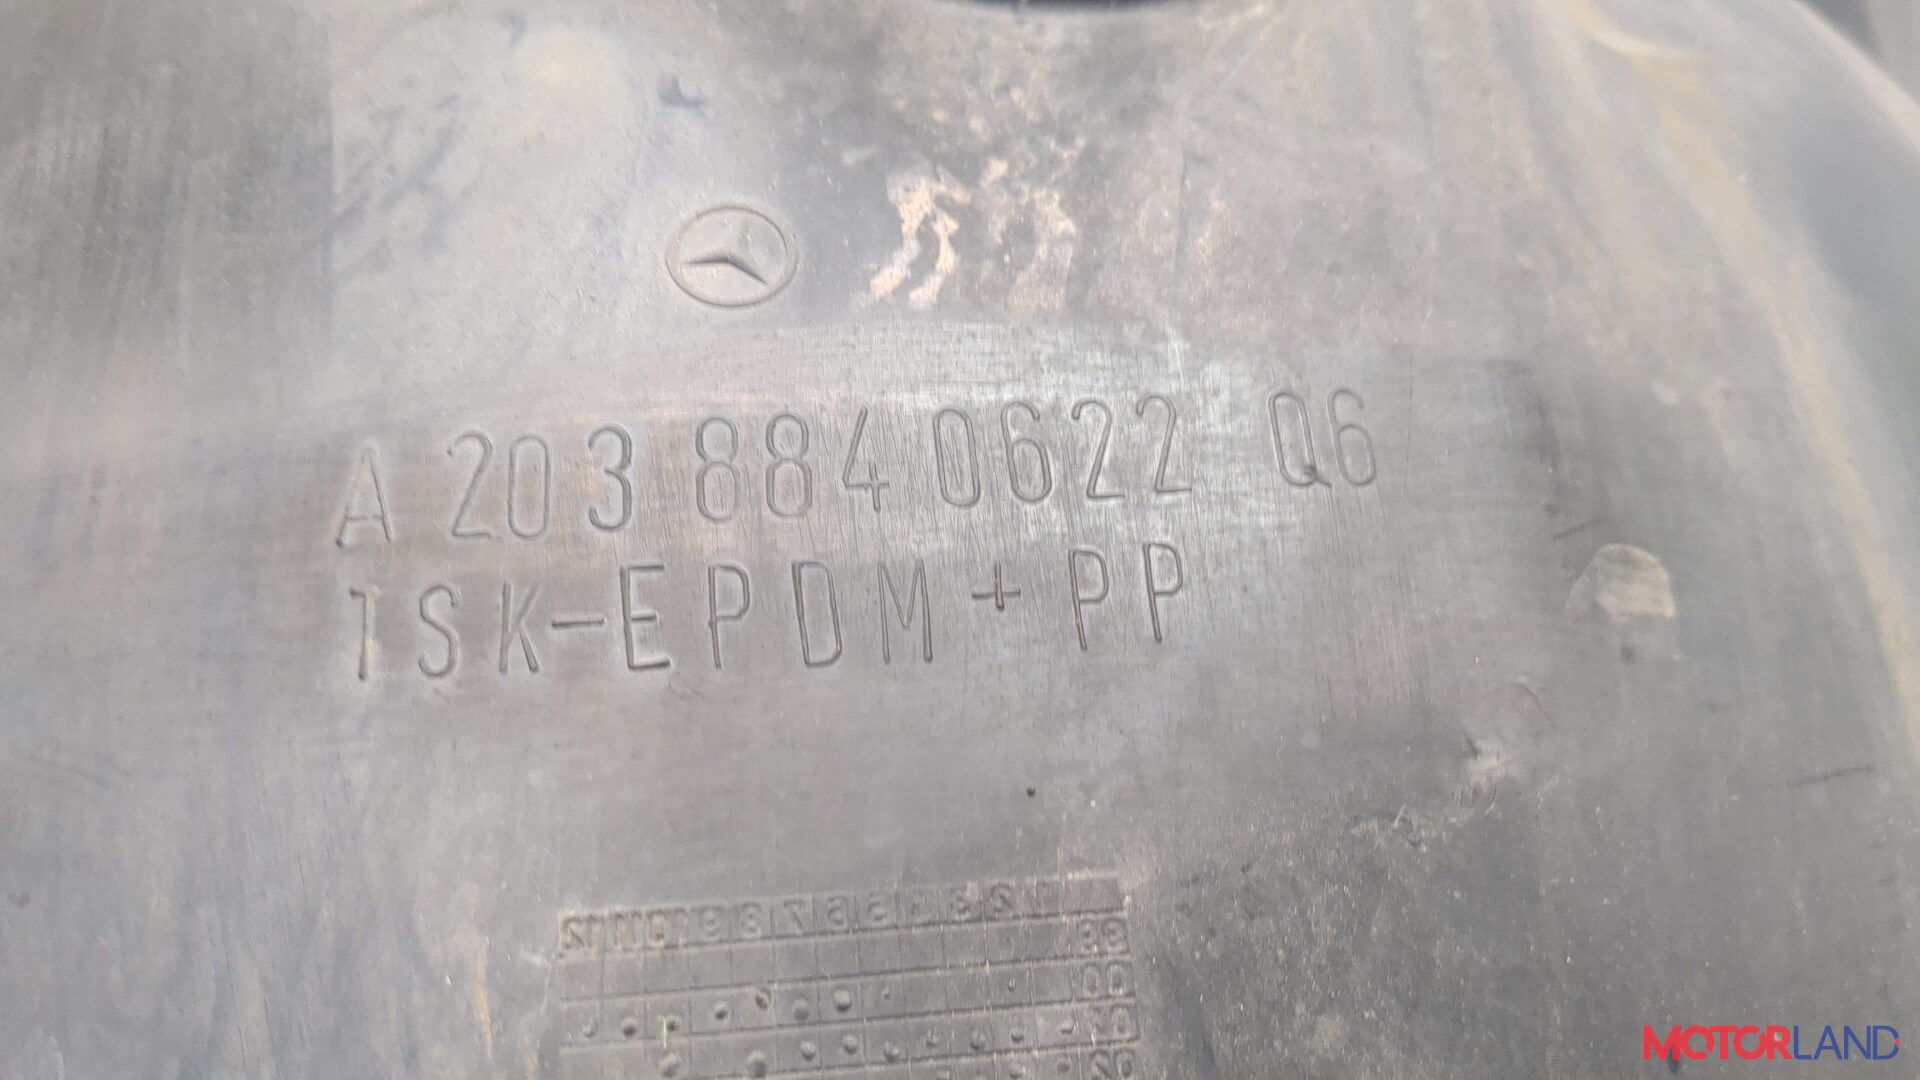 A 203 884 0622 Q6
TSK-EPDM + PP
MOTORLAND